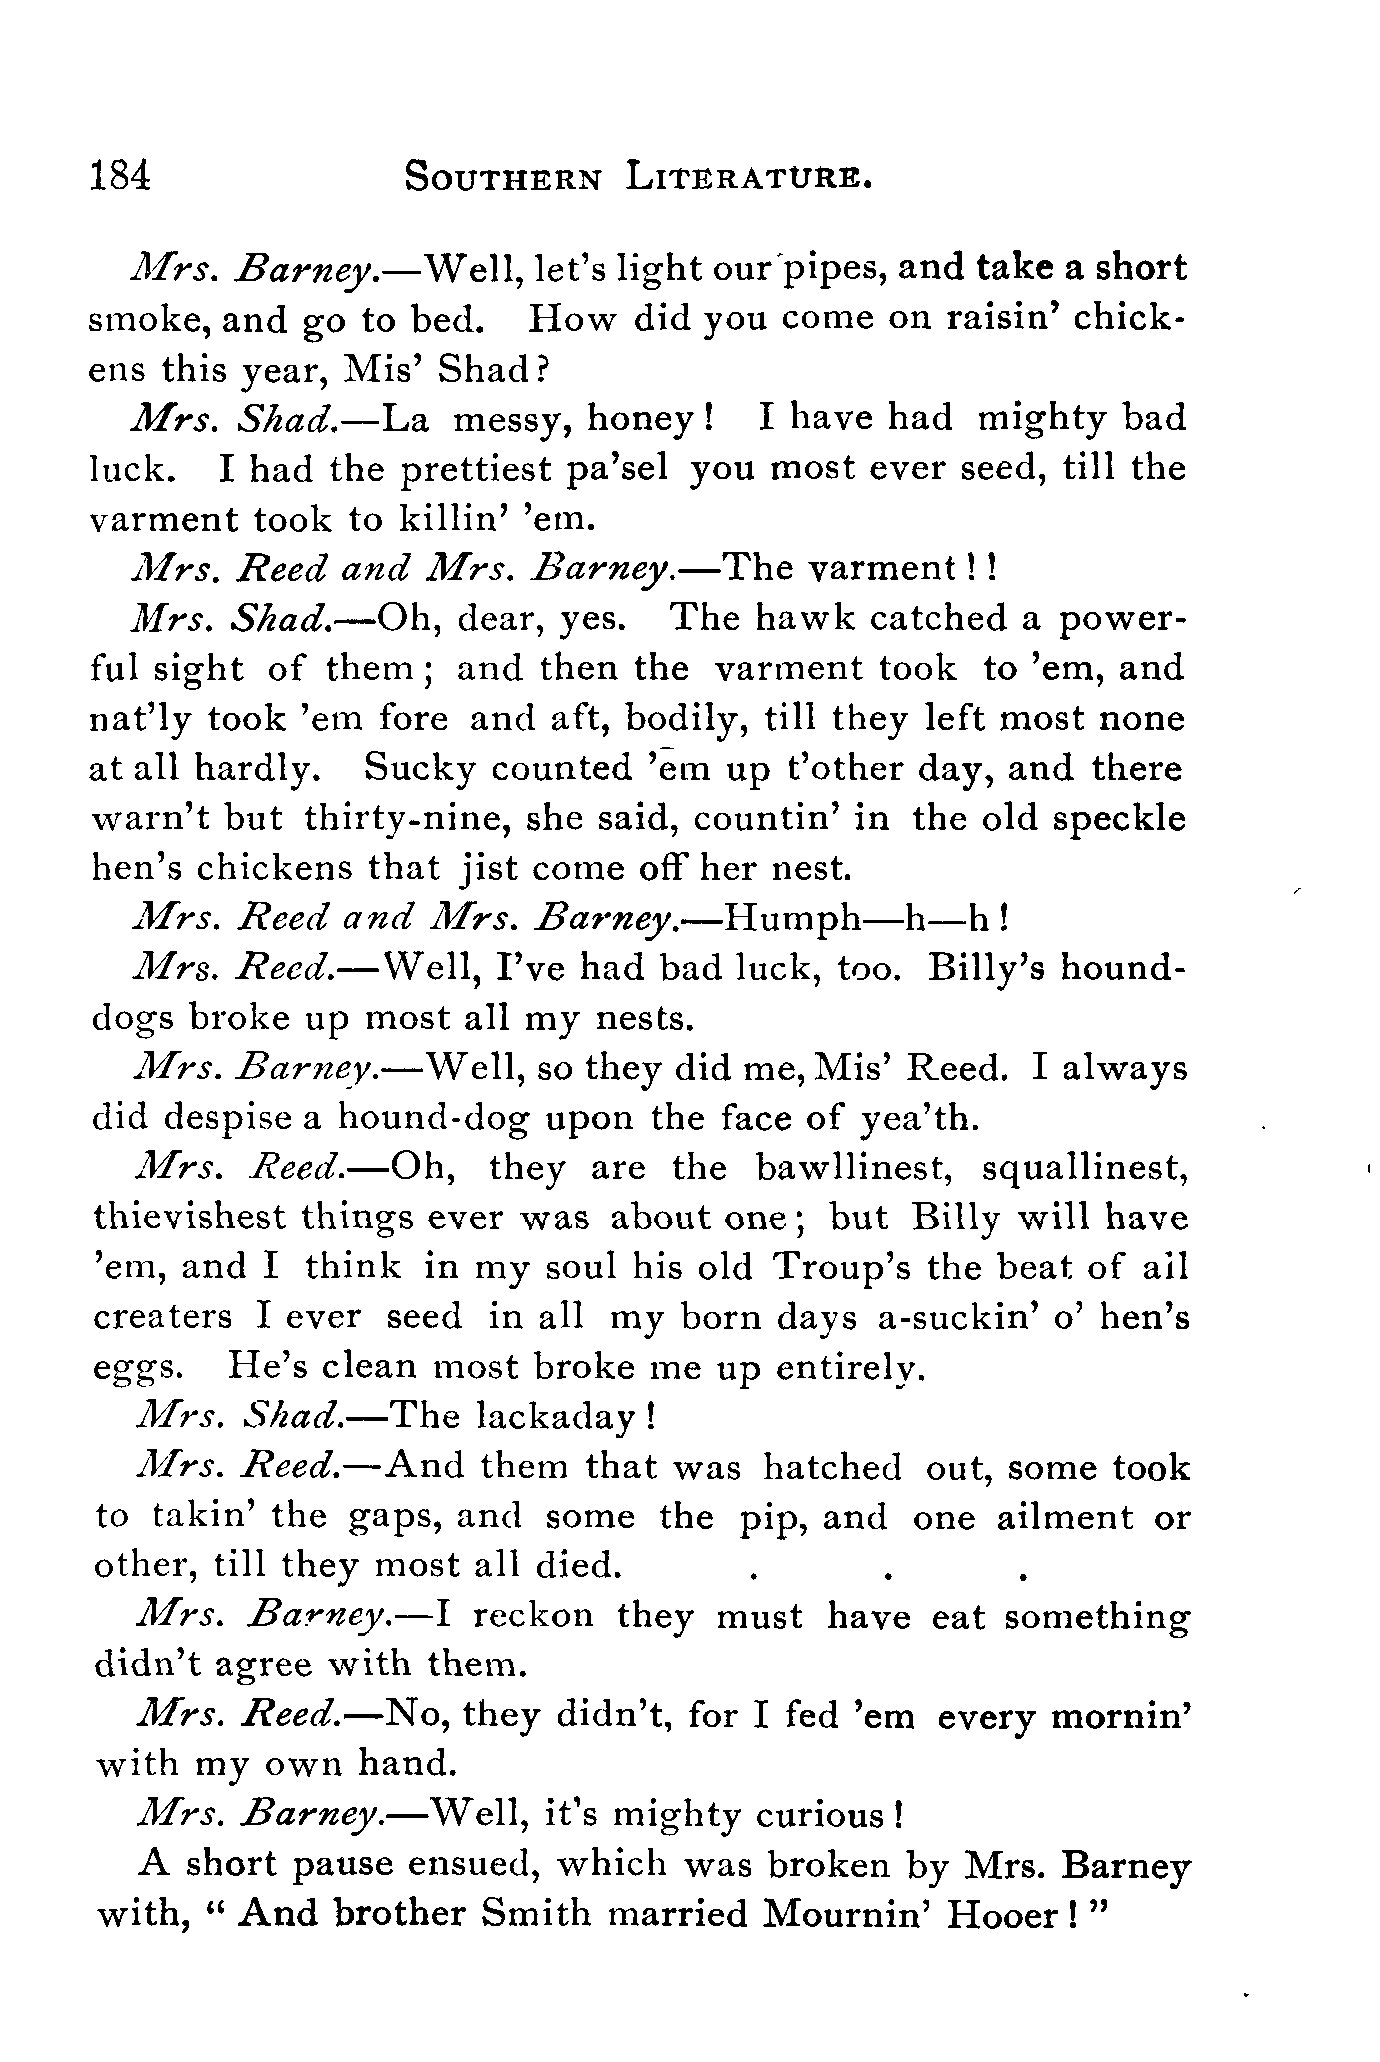 184 SOUTHERN LITERATURE.
Mrs. Barney.—Well, let's light our pipes, and take a short
smoke, and go to bed. How did you come on raisin' chick-
ens this year, Mis' Shad?
Mrs. Shad.—La messy, honey! I have had mighty bad
luck. I had the prettiest pa'sel you most ever seed, till the
varment took to killin' 'em.
Mrs. Reed and Mrs. Barney.—The varment!!
Mrs. Shad.—Oh, dear, yes. The hawk catched a power-
ful sight of them; and then the varment took to 'em, and
nat'ly took 'em fore and aft, bodily, till they left most none
at all hardly. Sucky counted 'em up t'other day, and there
warn't but thirty-nine, she said, countin' in the old speckle
hen's chickens that jist come off her nest.
Mrs. Reed and Mrs. Barney.—Humph—h—h!
Mrs. Reed.—Well, I've had bad luck, too. Billy's hound-
dogs broke up most all my nests.
Mrs. Barney.—Well, so they did me, Mis' Reed. I always
did despise a hound-dog upon the face of yea'th.
Mrs. Reed.—Oh, they are the bawllinest, squallinest,
thievishest things ever was about one; but Billy will have
'em, and I think in my soul his old Troup's the beat of all
creaters I ever seed in all my born days a-suckin' o' hen's
eggs. He's clean most broke me up entirely.
Mrs. Shad.—The lackaday!
Mrs. Reed.—And them that was hatched out, some took
to takin' the gaps, and some the pip, and one ailment or
other, till they most all died. . . .
Mrs. Barney.—I reckon they must have eat something
didn't agree with them.
Mrs. Reed.—No, they didn't, for I fed 'em every mornin'
with my own hand.
Mrs. Barney.—Well, it's mighty curious!
A short pause ensued, which was broken by Mrs. Barney
with, "And brother Smith married Mournin' Hooer!"